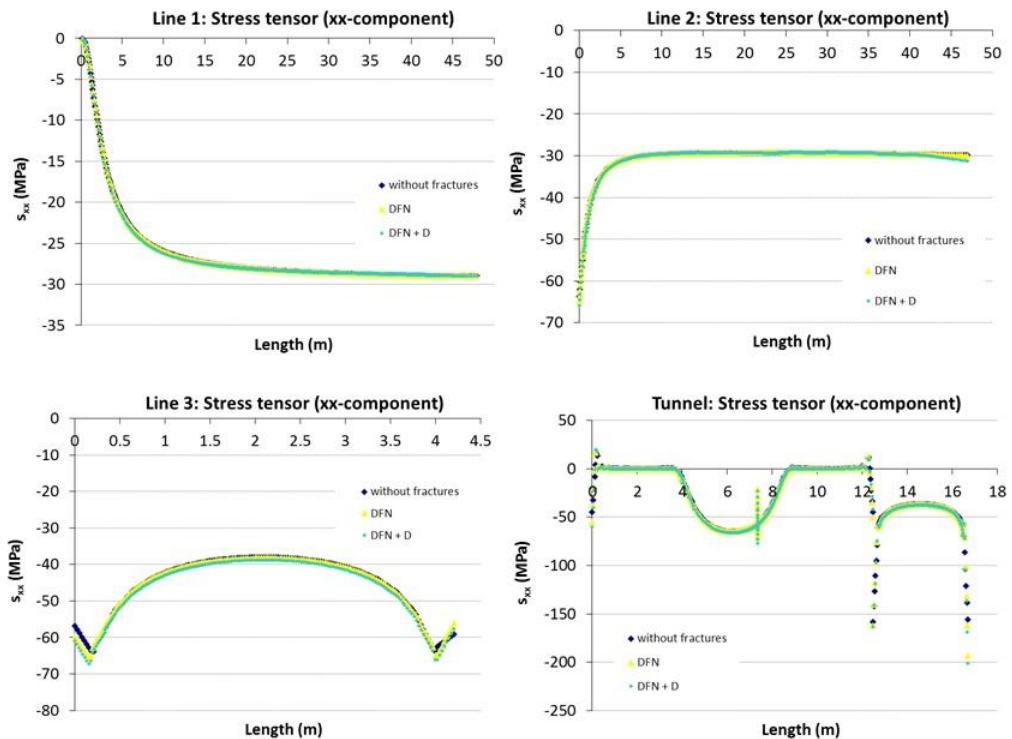 Line 1: Stress tensor (xx-component)
0
0 5 10 15 20 25 30 35 40 45 50
-5
-10
-15
-20
-25
-30
-35
sxx (MPa)
without fractures
DFN
DFN + D
Length (m)
Line 2: Stress tensor (xx-component)
0
0 5 10 15 20 25 30 35 40 45 50
-10
-20
-30
-40
-50
-60
-70
sxx (MPa)
without fractures
DFN
DFN + D
Length (m)
Line 3: Stress tensor (xx-component)
0
0 0.5 1 1.5 2 2.5 3 3.5 4 4.5
-10
-20
-30
-40
-50
-60
-70
-80
sxx (MPa)
without fractures
DFN
DFN + D
Length (m)
Tunnel: Stress tensor (xx-component)
50
0
0 2 4 6 8 10 12 14 16 18
-50
-100
-150
-200
-250
sxx (MPa)
without fractures
DFN
DFN + D
Length (m)